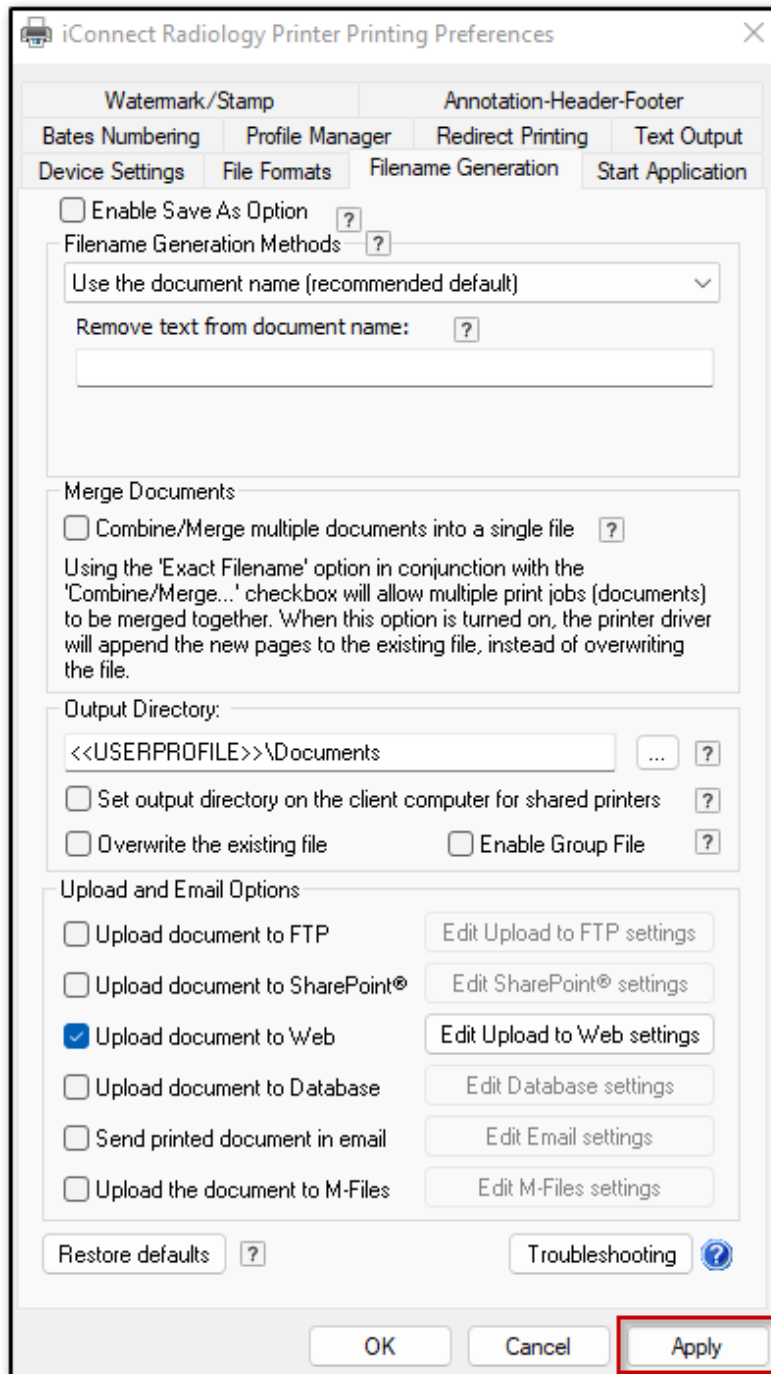 iConnect Radiology Printer Printing Preferences
Watermark/Stamp Annotation-Header-Footer
Bates Numbering Profile Manager Redirect Printing Text Output
Device Settings File Formats Filename Generation Start Application
Enable Save As Option ?
Filename Generation Methods ?
Use the document name (recommended default)
Remove text from document name: ?
Merge Documents
Combine/Merge multiple documents into a single file ?
Using the 'Exact Filename' option in conjunction with the
'Combine/Merge...' checkbox will allow multiple print jobs (documents)
to be merged together. When this option is turned on, the printer driver
will append the new pages to the existing file, instead of overwriting
the file.
Output Directory:
<<USERPROFILE>>\Documents ... ?
Set output directory on the client computer for shared printers ?
Overwrite the existing file Enable Group File ?
Upload and Email Options
Upload document to FTP Edit Upload to FTP settings
Upload document to SharePoint® Edit SharePoint® settings
Upload document to Web Edit Upload to Web settings
Upload document to Database Edit Database settings
Send printed document in email Edit Email settings
Upload the document to M-Files Edit M-Files settings
Restore defaults ? Troubleshooting ?
OK Cancel Apply